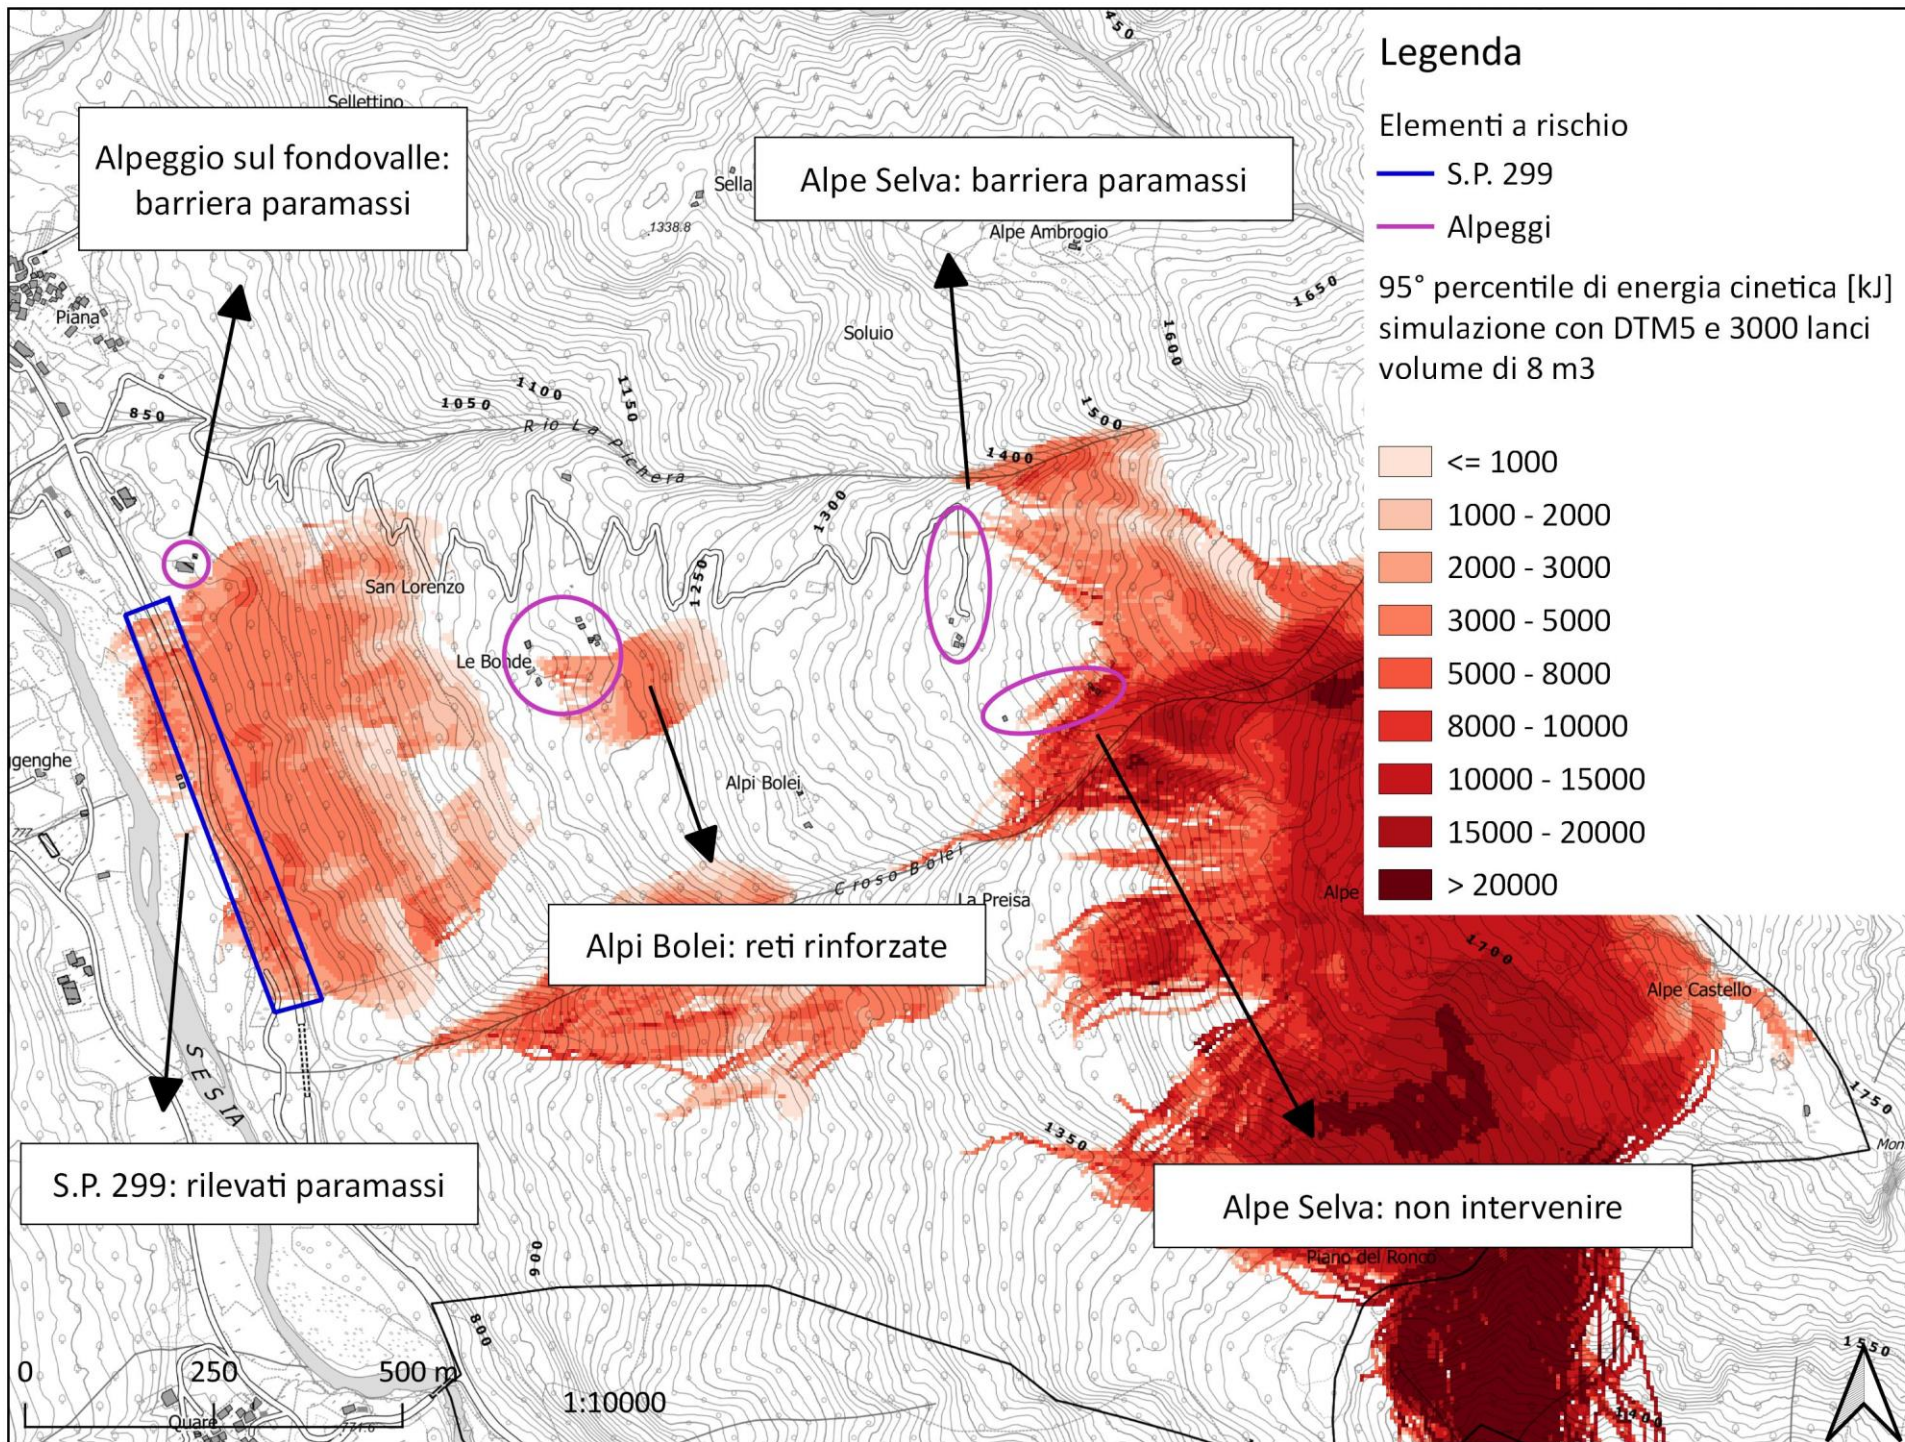 Legenda
Elementi a rischio
S.P. 299
Alpeggi
95° percentile di energia cinetica [kJ]
simulazione con DTM5 e 3000 lanci
volume di 8 m3
<= 1000
1000 - 2000
2000 - 3000
3000 - 5000
5000 - 8000
8000 - 10000
10000 - 15000
15000 - 20000
> 20000
450
Sellettino
Alpeggio sul fondovalle:
barriera paramassi
Alpe Selva: barriera paramassi
Sella
1338.8
Alpe Ambrogio
1650
Piana
Soluio
1600
1100
1150
1050
850
1500
Rio La pichera
1400
1300
San Lorenzo
1250
Le Bonde
genghe
Alpi Bolei
777
Croso Bolei
La Preisa
Alpe
Alpi Bolei: reti rinforzate
1700
Alpe Castello
SESIA
1750
1350
Mon
S.P. 299: rilevati paramassi
Alpe Selva: non intervenire
Piano del Ronco
900
800
1550
0 250 500 m
1:10000
Quare
1400